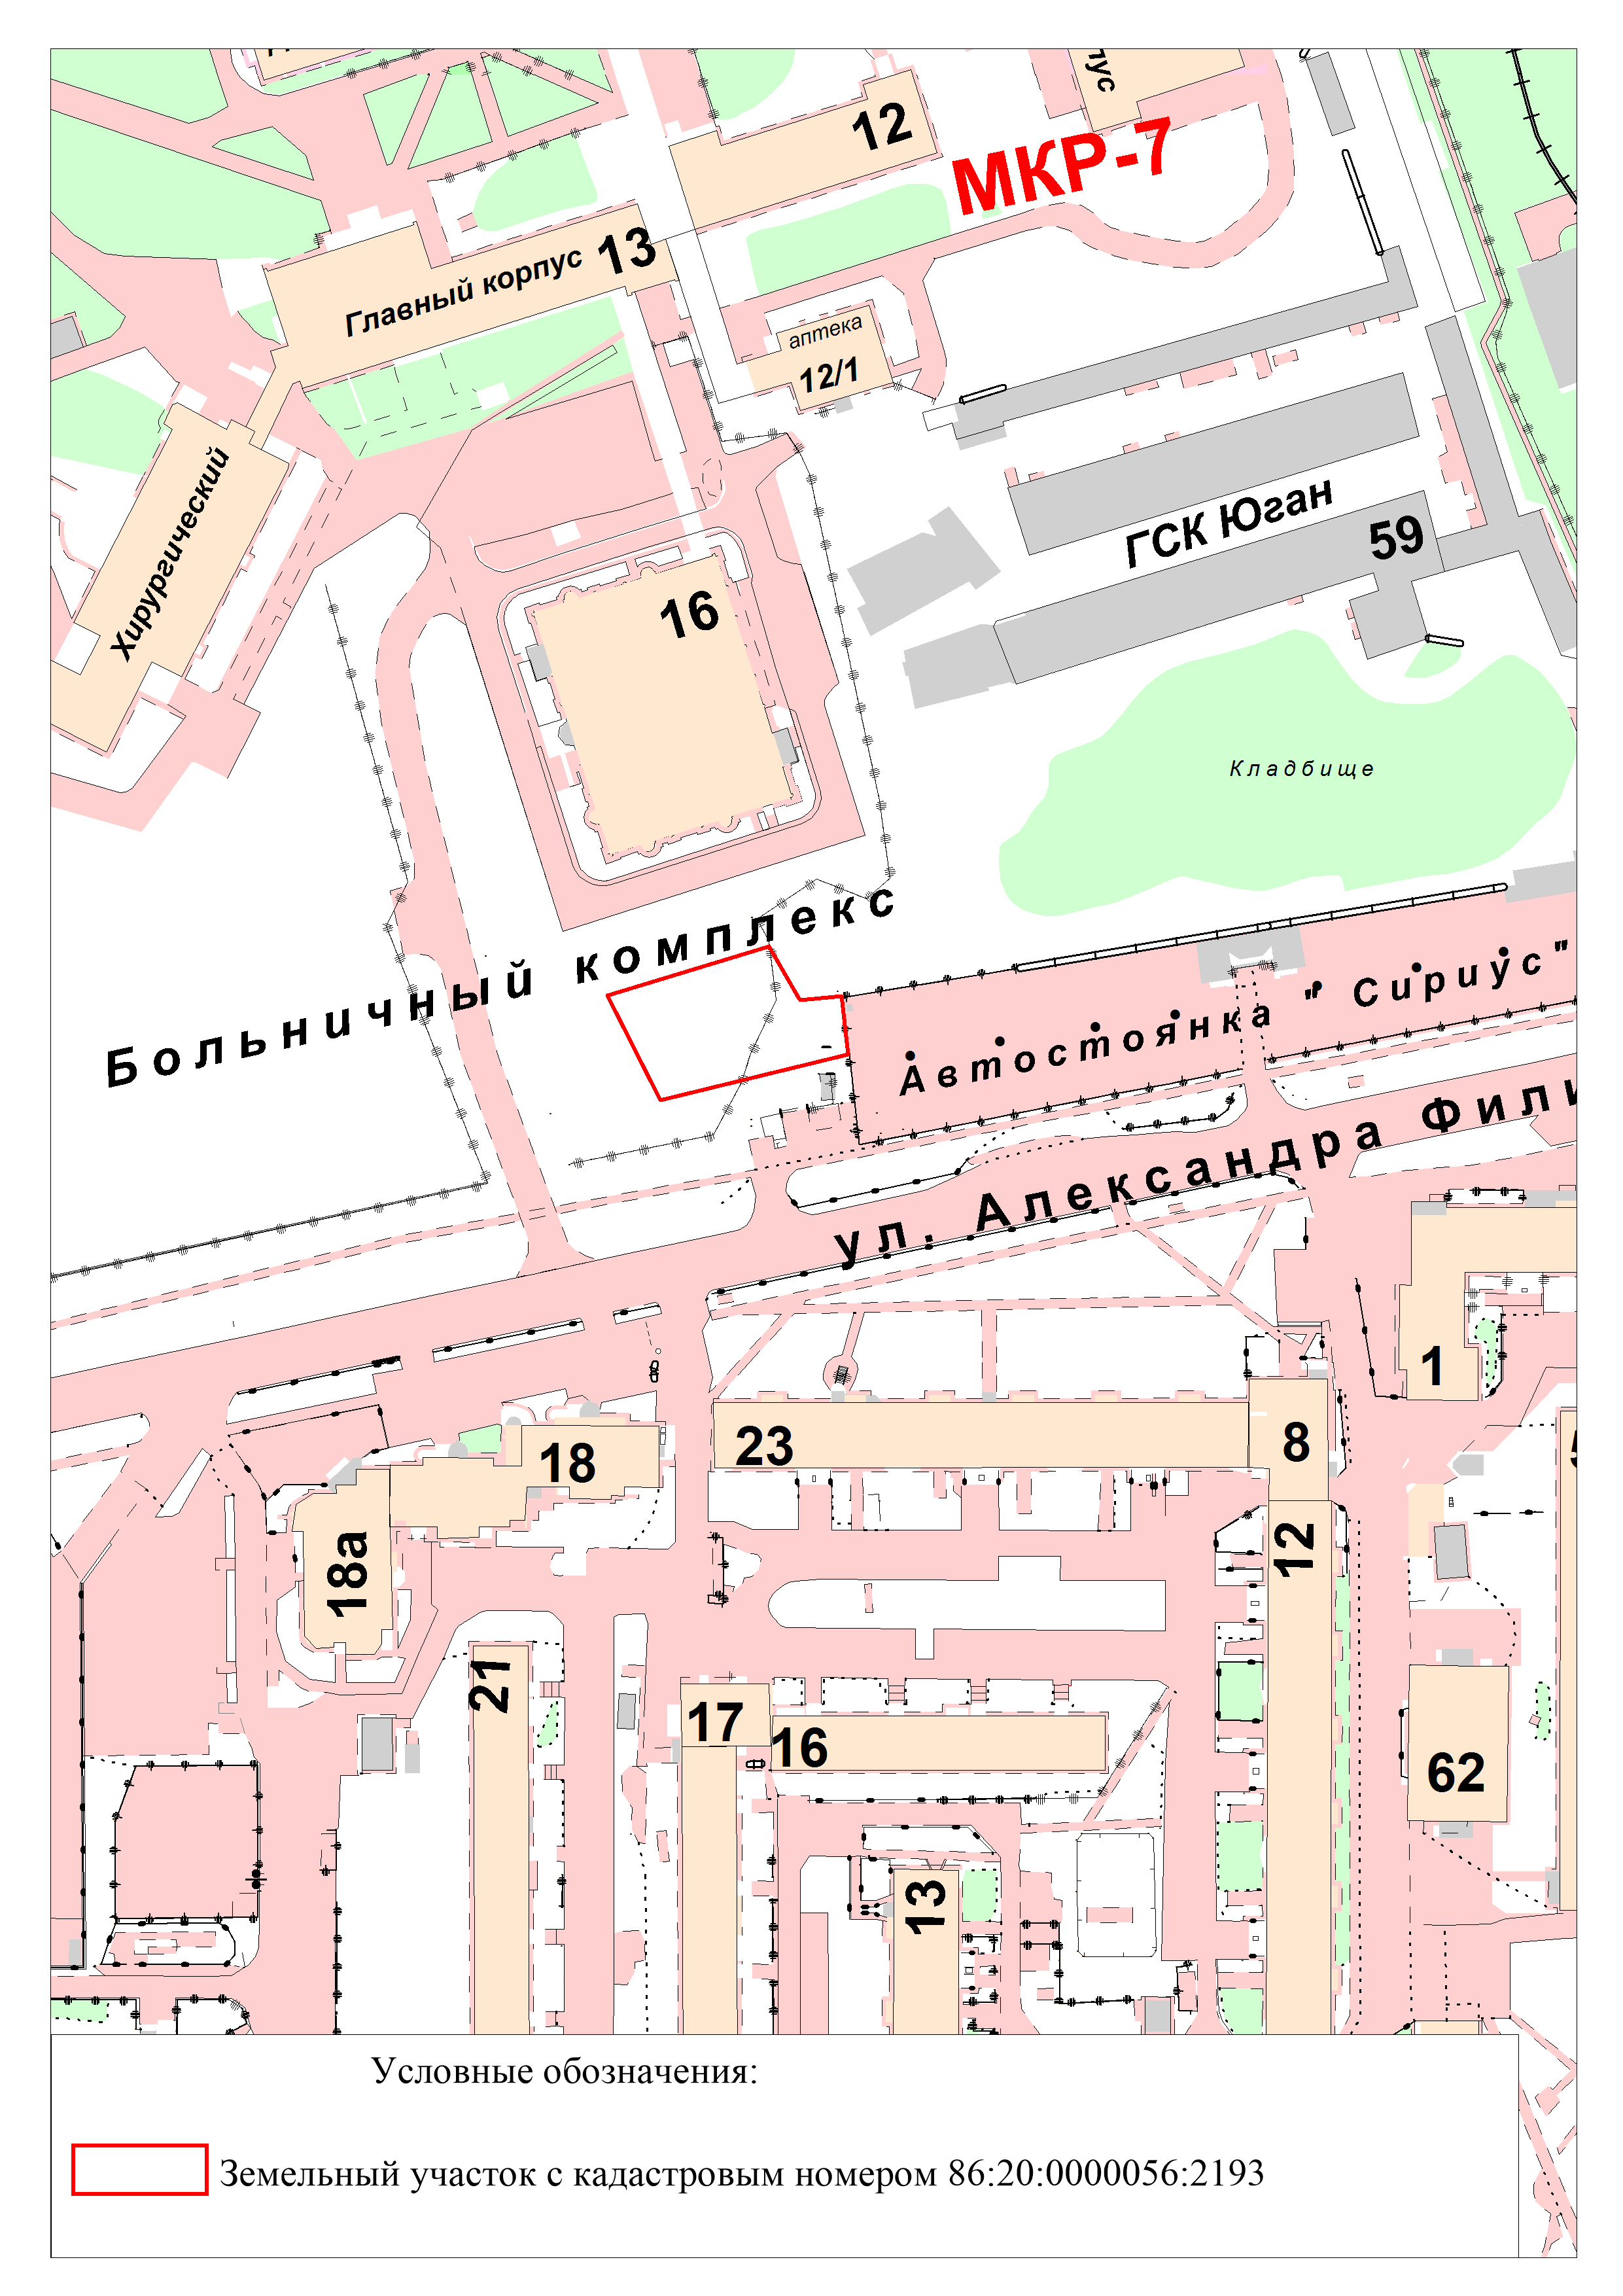 12
МКР-7
13
Главный корпус
аптека
12/1
Хирургический
ГСК Юган
59
16
Кладбище
Больничный комплекс
Автостоянка "Сириус"
ул. Александра
1
23
8
18
18а
12
21
17
16
62
13
Условные обозначения:
Земельный участок с кадастровым номером 86:20:0000056:2193